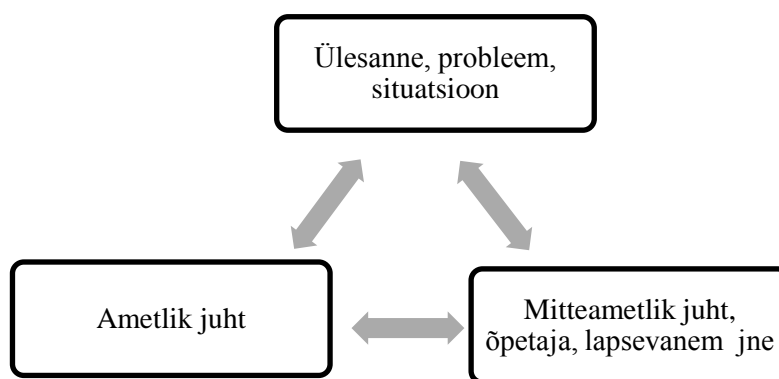 Ülesanne, probleem,
situatsioon
Ametlik juht
Mitteametlik juht,
õpetaja, lapsevanem jne